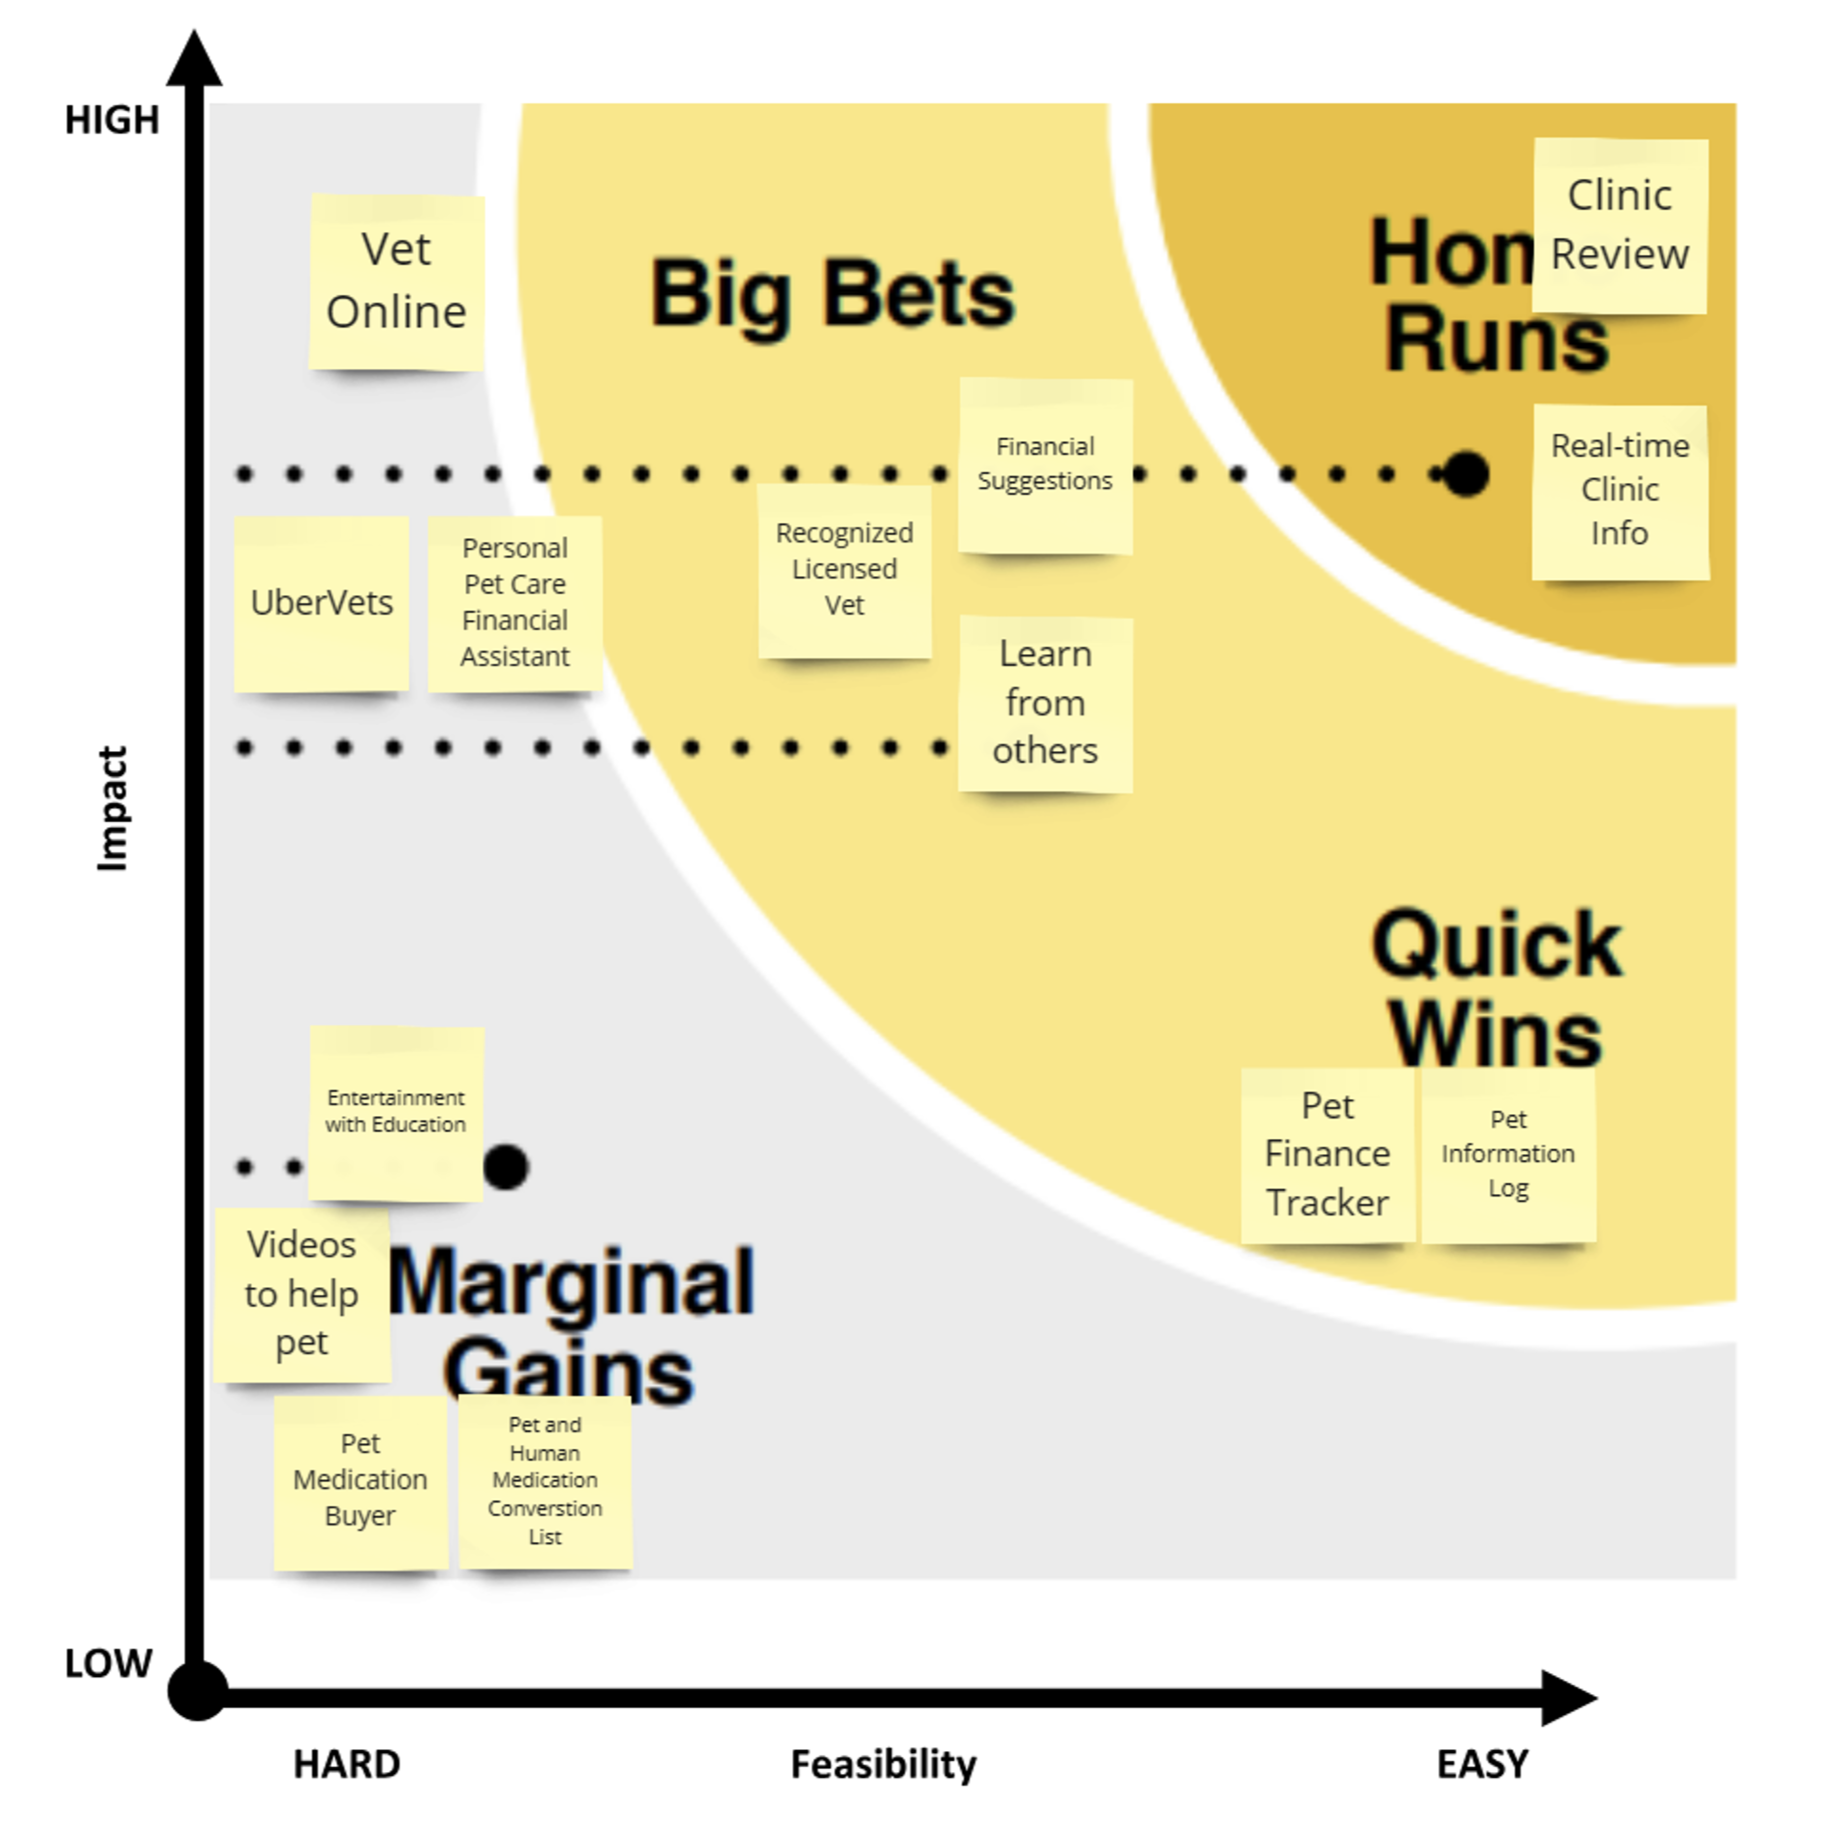 HIGH
Vet
Online
Big Bets
Hom
Runs
Clinic
Review
Financial
Suggestions
Real-time
Clinic
Info
UberVets
Personal
Pet Care
Financial
Assistant
Recognized
Licensed
Vet
Learn
from
others
Impact
Quick
Wins
Entertainment
with Education
Pet
Finance
Tracker
Pet
Information
Log
Videos
to help
pet
Marginal
Gains
Pet
Medication
Buyer
Pet and
Human
Medication
Converstion
List
LOW
HARD
Feasibility
EASY